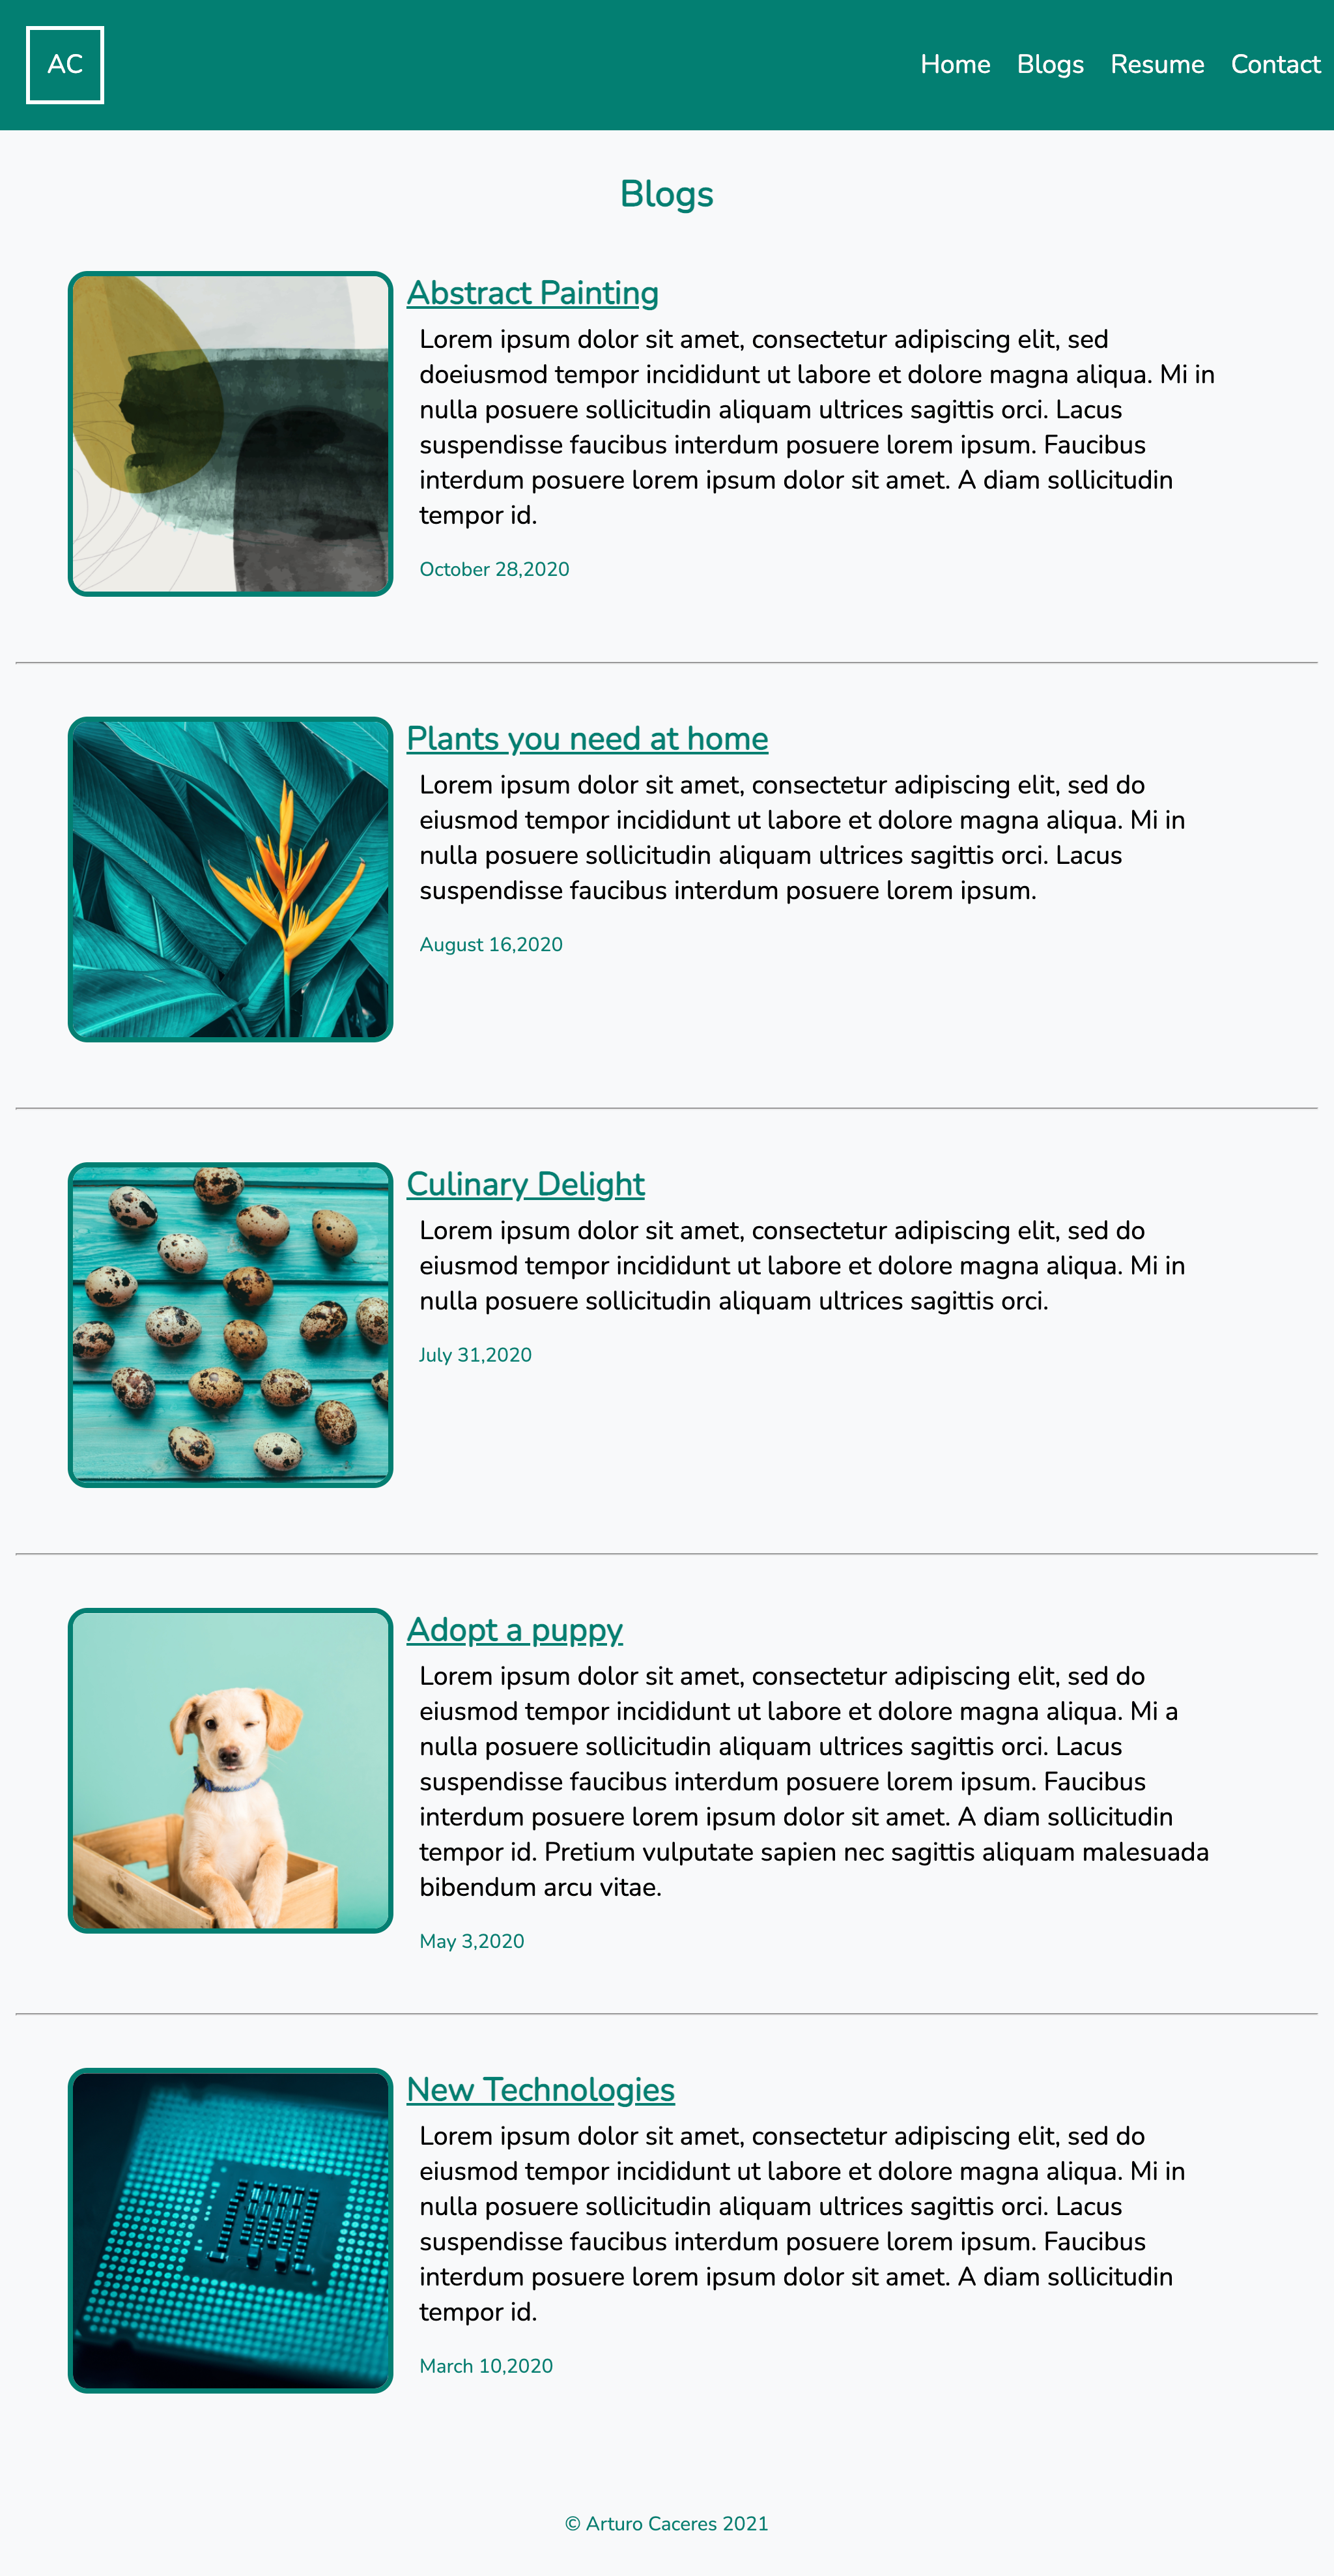 AC
Home Blogs Resume Contact
Blogs
Abstract Painting
Lorem ipsum dolor sit amet, consectetur adipiscing elit, sed
doeiusmod tempor incididunt ut labore et dolore magna aliqua. Mi in
nulla posuere sollicitudin aliquam ultrices sagittis orci. Lacus
suspendisse faucibus interdum posuere lorem ipsum. Faucibus
interdum posuere lorem ipsum dolor sit amet. A diam sollicitudin
tempor id.
October 28,2020
Plants you need at home
Lorem ipsum dolor sit amet, consectetur adipiscing elit, sed do
eiusmod tempor incididunt ut labore et dolore magna aliqua. Mi in
nulla posuere sollicitudin aliquam ultrices sagittis orci. Lacus
suspendisse faucibus interdum posuere lorem ipsum.
August 16,2020
Culinary Delight
Lorem ipsum dolor sit amet, consectetur adipiscing elit, sed do
eiusmod tempor incididunt ut labore et dolore magna aliqua. Mi in
nulla posuere sollicitudin aliquam ultrices sagittis orci.
July 31,2020
Adopt a puppy
Lorem ipsum dolor sit amet, consectetur adipiscing elit, sed do
eiusmod tempor incididunt ut labore et dolore magna aliqua. Mi a
nulla posuere sollicitudin aliquam ultrices sagittis orci. Lacus
suspendisse faucibus interdum posuere lorem ipsum. Faucibus
interdum posuere lorem ipsum dolor sit amet. A diam sollicitudin
tempor id. Pretium vulputate sapien nec sagittis aliquam malesuada
bibendum arcu vitae.
May 3,2020
New Technologies
Lorem ipsum dolor sit amet, consectetur adipiscing elit, sed do
eiusmod tempor incididunt ut labore et dolore magna aliqua. Mi in
nulla posuere sollicitudin aliquam ultrices sagittis orci. Lacus
suspendisse faucibus interdum posuere lorem ipsum. Faucibus
interdum posuere lorem ipsum dolor sit amet. A diam sollicitudin
tempor id.
March 10,2020
© Arturo Caceres 2021